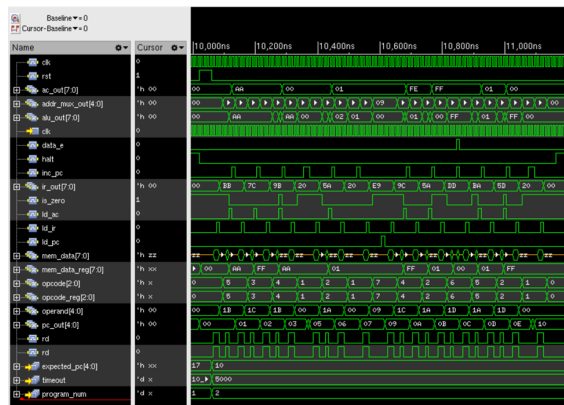 Baseline ▼= 0
Cursor-Baseline ▼= 0
Name Cursor 10,000ns 10,200ns 10,400ns 10,600ns 10,800ns 11,000ns
clk 0
rst 1
ac_out[7:0] 'h 00 00 AA 00 01 FE FF 01 00
addr_mux_out[4:0] 'h 00 00 09 00
alu_out[7:0] 'h 00 00 AA AA 00 02 01 00 01 00 FF 01 FF 00
clk 0
data_e 0
halt 0
inc_pc 0
ir_out[7:0] 'h 00 00 BB 7C 9B 20 5A 20 E9 9C 5A DD BA 5D 20 00
is_zero 1
ld_ac 0
ld_ir 0
ld_pc 0
mem_data[7:0] 'h zz
mem_data_reg[7:0] 'h xx 00 AA FF AA 01 FF 01 00 01 FF
opcode[2:0] 'h x 0 5 3 4 1 2 1 7 4 2 6 5 2 1 0
opcode_reg[2:0] 'h x 0 5 3 4 1 2 1 7 4 2 6 5 2 1 0
operand[4:0] 'h 00 00 1B 1C 1B 00 1A 00 09 1C 1A 1D 1A 1D 00
pc_out[4:0] 'h 00 00 01 02 03 05 06 07 09 0A 0B 0C 0D 0E 10
rd 0
rd 0
expected_pc[4:0] 'h xx 17 10
timeout 'd x 10_ 5000
program_num 'd x 1 2